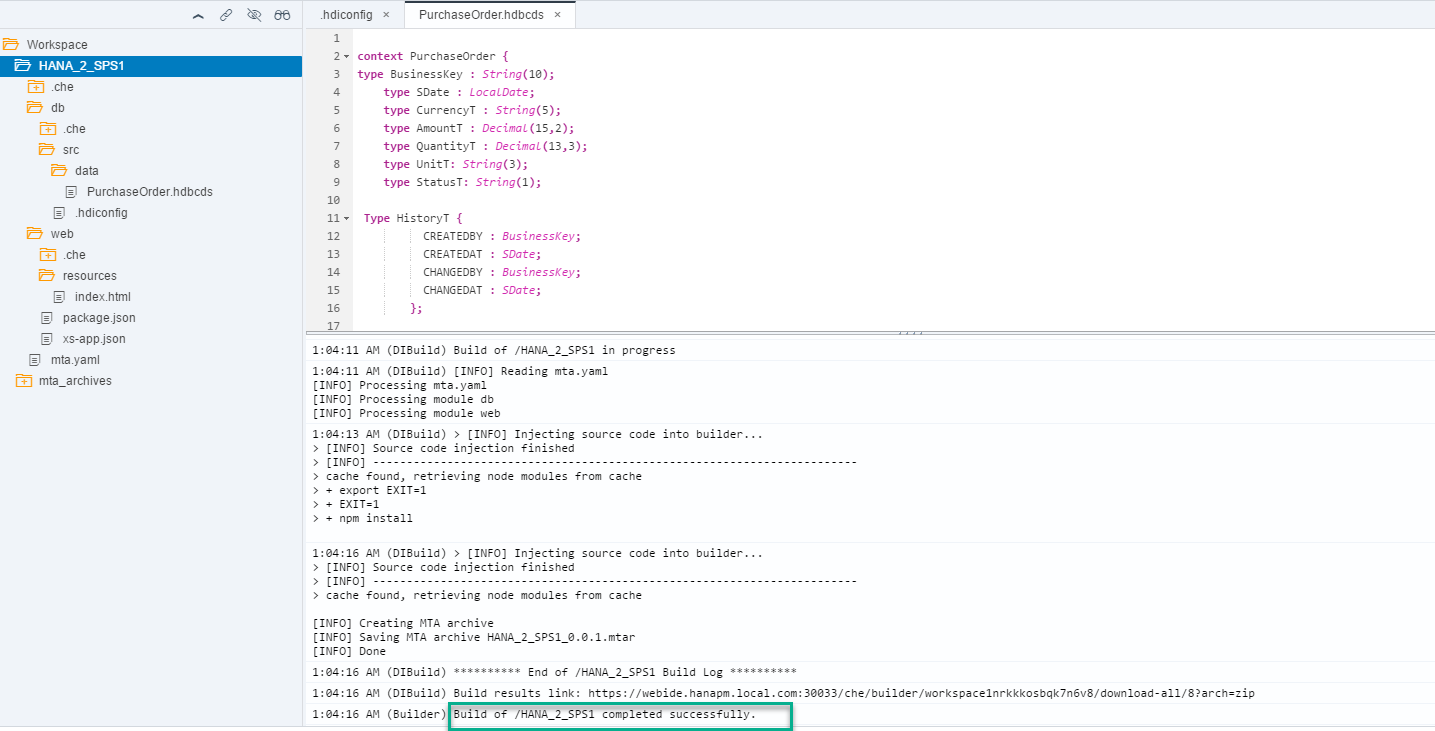 .hdiconfig ×
PurchaseOrder.hdbcds ×
Workspace
HANA_2_SPS1
.che
db
.che
src
data
PurchaseOrder.hdbcds
.hdiconfig
web
.che
resources
index.html
package.json
xs-app.json
mta.yaml
mta_archives
1
2 context PurchaseOrder {
3 type BusinessKey : String(10);
4 type SDate : LocalDate;
5 type CurrencyT : String(5);
6 type AmountT : Decimal(15,2);
7 type QuantityT : Decimal(13,3);
8 type UnitT: String(3);
9 type StatusT: String(1);
10
11 Type HistoryT {
12 CREATEDBY : BusinessKey;
13 CREATEDAT : SDate;
14 CHANGEDBY : BusinessKey;
15 CHANGEDAT : SDate;
16 };
17
1:04:11 AM (DIBuild) Build of /HANA_2_SPS1 in progress
1:04:11 AM (DIBuild) [INFO] Reading mta.yaml
[INFO] Processing mta.yaml
[INFO] Processing module db
[INFO] Processing module web
1:04:13 AM (DIBuild) > [INFO] Injecting source code into builder...
> [INFO] Source code injection finished
> [INFO] ------------------------------------------------------------------------
> cache found, retrieving node modules from cache
> + export EXIT=1
> + EXIT=1
> + npm install
1:04:16 AM (DIBuild) > [INFO] Injecting source code into builder...
> [INFO] Source code injection finished
> [INFO] ------------------------------------------------------------------------
> cache found, retrieving node modules from cache
[INFO] Creating MTA archive
[INFO] Saving MTA archive HANA_2_SPS1_0.0.1.mtar
[INFO] Done
1:04:16 AM (DIBuild) ********** End of /HANA_2_SPS1 Build Log **********
1:04:16 AM (DIBuild) Build results link: https://webide.hanapm.local.com:30033/che/builder/workspace1nrkkkosbqk7n6v8/download-all/8?arch=zip
1:04:16 AM (Builder) Build of /HANA_2_SPS1 completed successfully.